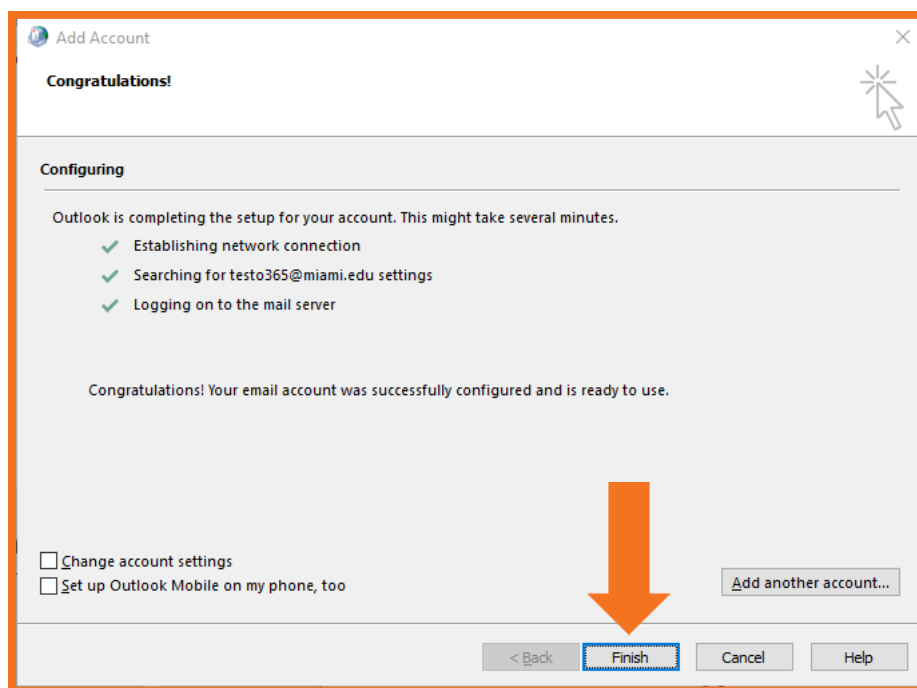 Add Account
Congratulations!
Configuring
Outlook is completing the setup for your account. This might take several minutes.
Establishing network connection
Searching for testo365@miami.edu settings
Logging on to the mail server
Congratulations! Your email account was successfully configured and is ready to use.
Change account settings
Set up Outlook Mobile on my phone, too
Add another account...
< Back Finish Cancel Help